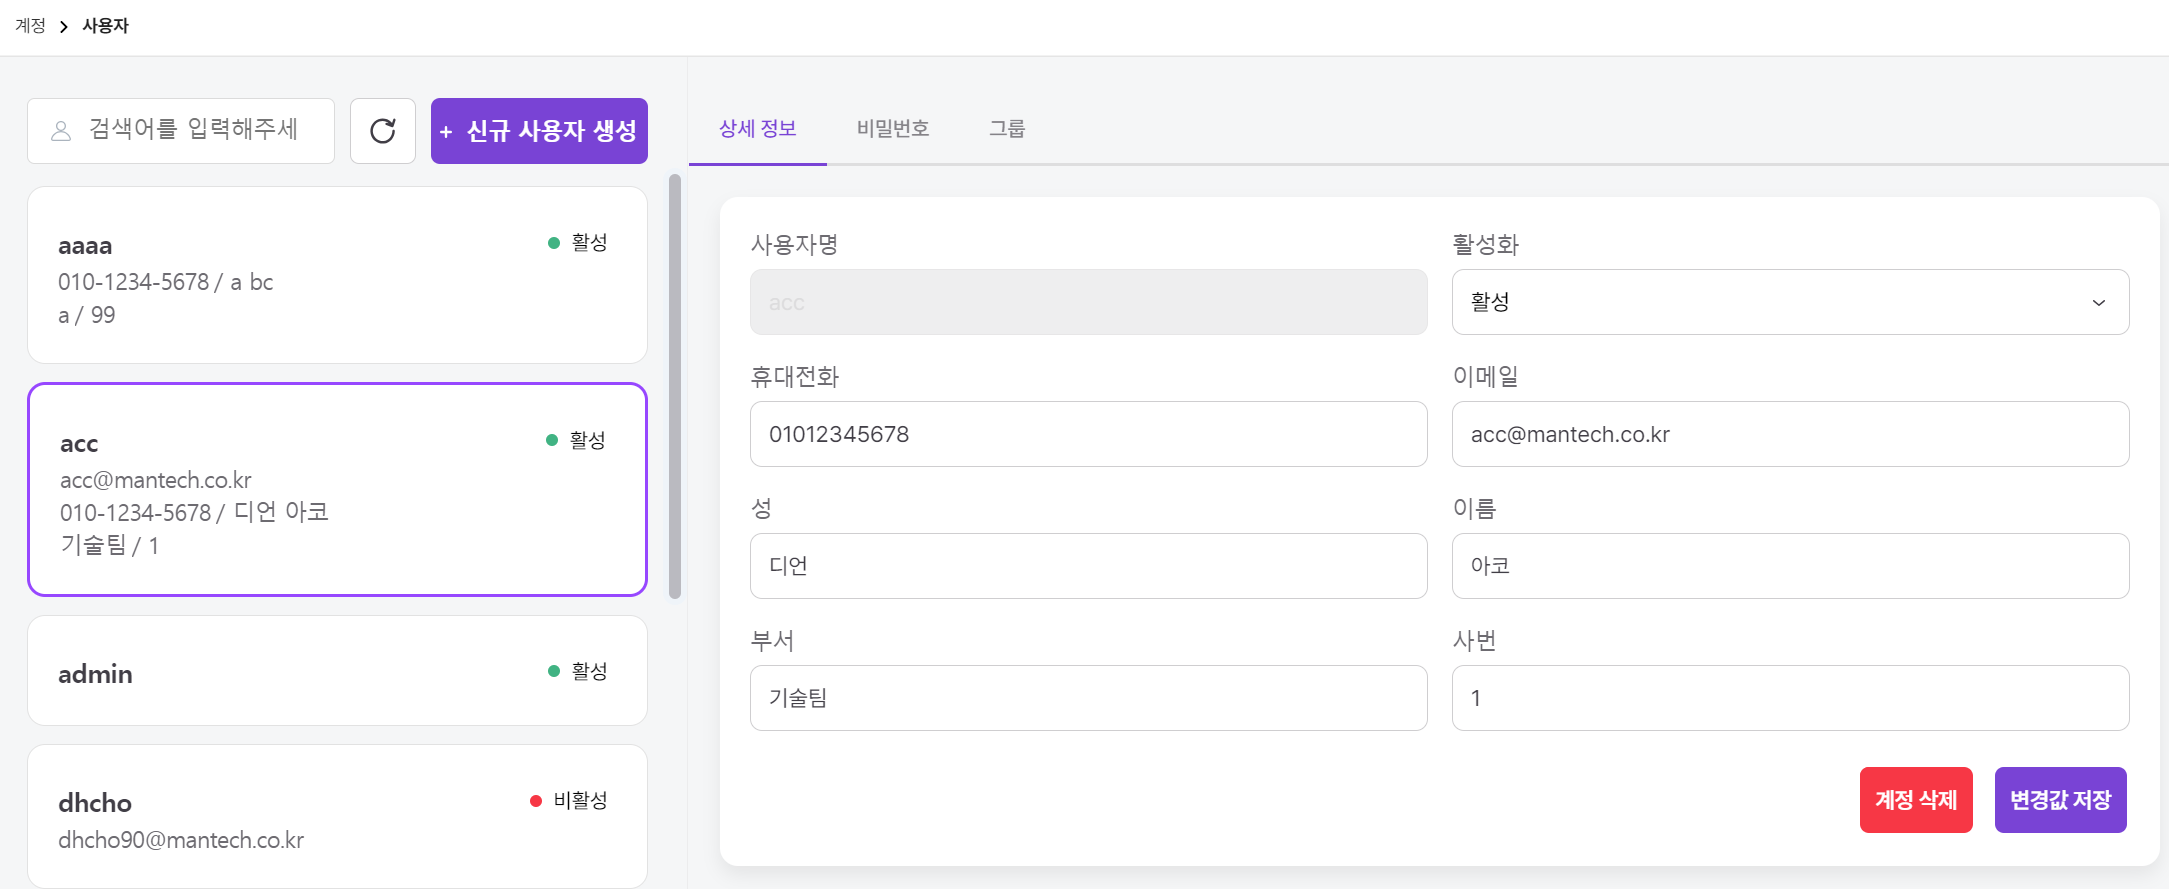 계정 > 사용자
검색어를 입력해주세
+ 신규 사용자 생성
aaaa
활성
010-1234-5678 / a bc
a / 99
acc
활성
acc@mantech.co.kr
010-1234-5678 / 디언 아코
기술팀 / 1
admin
활성
dhcho
비활성
dhcho90@mantech.co.kr
상세 정보 비밀번호 그룹
사용자명
acc
활성화
활성
휴대전화
01012345678
이메일
acc@mantech.co.kr
성
디언
이름
아코
부서
기술팀
사번
1
계정 삭제 변경값 저장